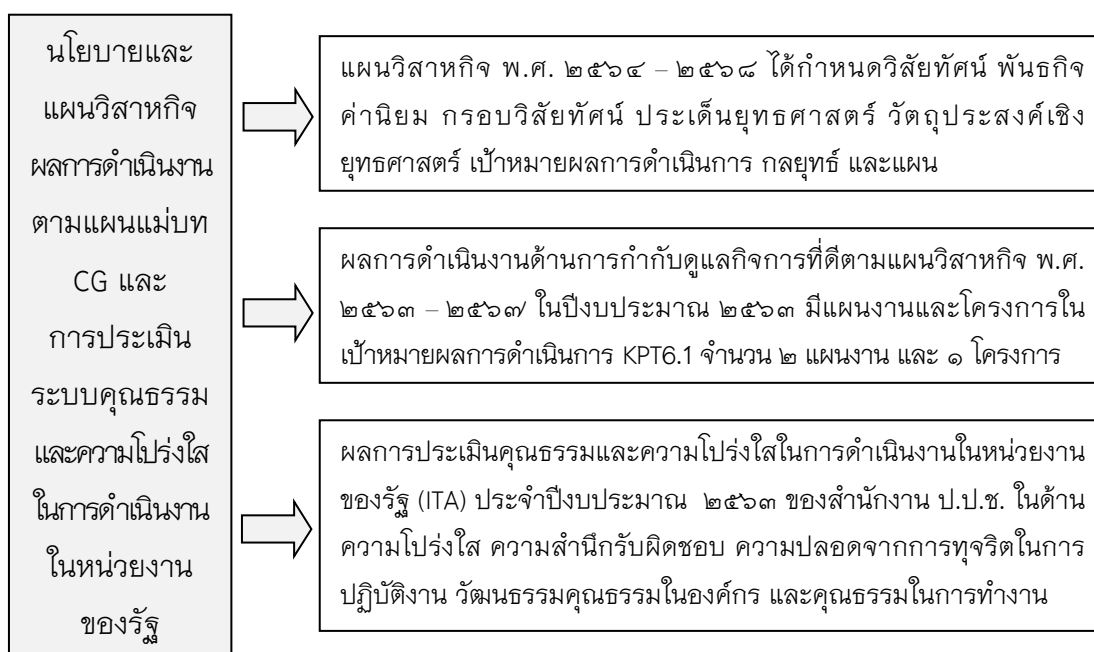 นโยบายและ
แผนวิสาหกิจ
ผลการดำเนินงาน
ตามแผนแม่บท
CG และ
การประเมิน
ระบบคุณธรรม
และความโปร่งใส
ในการดำเนินงาน
ในหน่วยงาน
ของรัฐ
แผนวิสาหกิจ พ.ศ. ๒๕๖๔ – ๒๕๖๘ ได้กำหนดวิสัยทัศน์ พันธกิจ
ค่านิยม กรอบวิสัยทัศน์ ประเด็นยุทธศาสตร์ วัตถุประสงค์เชิง
ยุทธศาสตร์ เป้าหมายผลการดำเนินการ กลยุทธ์ และแผน
ผลการดำเนินงานด้านการกำกับดูแลกิจการที่ดีตามแผนวิสาหกิจ พ.ศ.
๒๕๖๓ – ๒๕๖๗ ในปีงบประมาณ ๒๕๖๓ มีแผนงานและโครงการใน
เป้าหมายผลการดำเนินการ KPT6.1 จำนวน ๒ แผนงาน และ ๑ โครงการ
ผลการประเมินคุณธรรมและความโปร่งใสในการดำเนินงานในหน่วยงาน
ของรัฐ (ITA) ประจำปีงบประมาณ ๒๕๖๓ ของสำนักงาน ป.ป.ช. ในด้าน
ความโปร่งใส ความสำนึกรับผิดชอบ ความปลอดจากการทุจริตในการ
ปฏิบัติงาน วัฒนธรรมคุณธรรมในองค์กร และคุณธรรมในการทำงาน